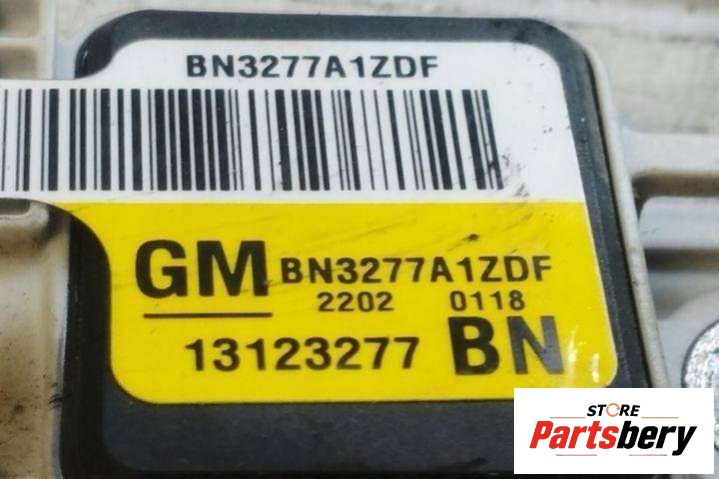 BN3277A1ZDF
GM BN3277A1ZDF
2202 0118
13123277 BN
STORE
Partsbery